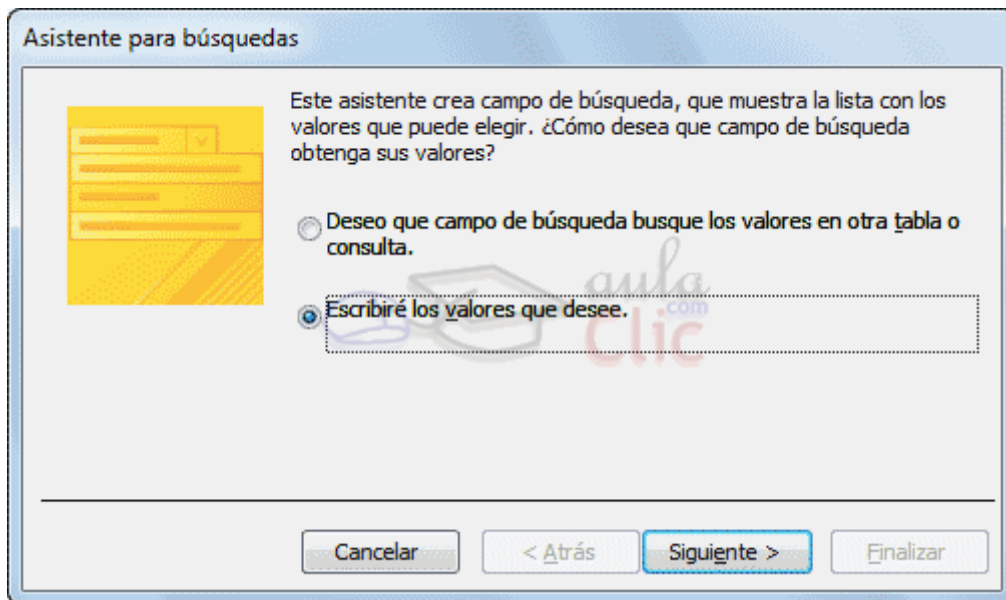 Asistente para búsquedas
Este asistente crea campo de búsqueda, que muestra la lista con los
valores que puede elegir. ¿Cómo desea que campo de búsqueda
obtenga sus valores?
Deseo que campo de búsqueda busque los valores en otra tabla o
consulta.
Escribiré los valores que desee.
aula
com
Clic
Cancelar
< Atrás
Siguiente >
Finalizar